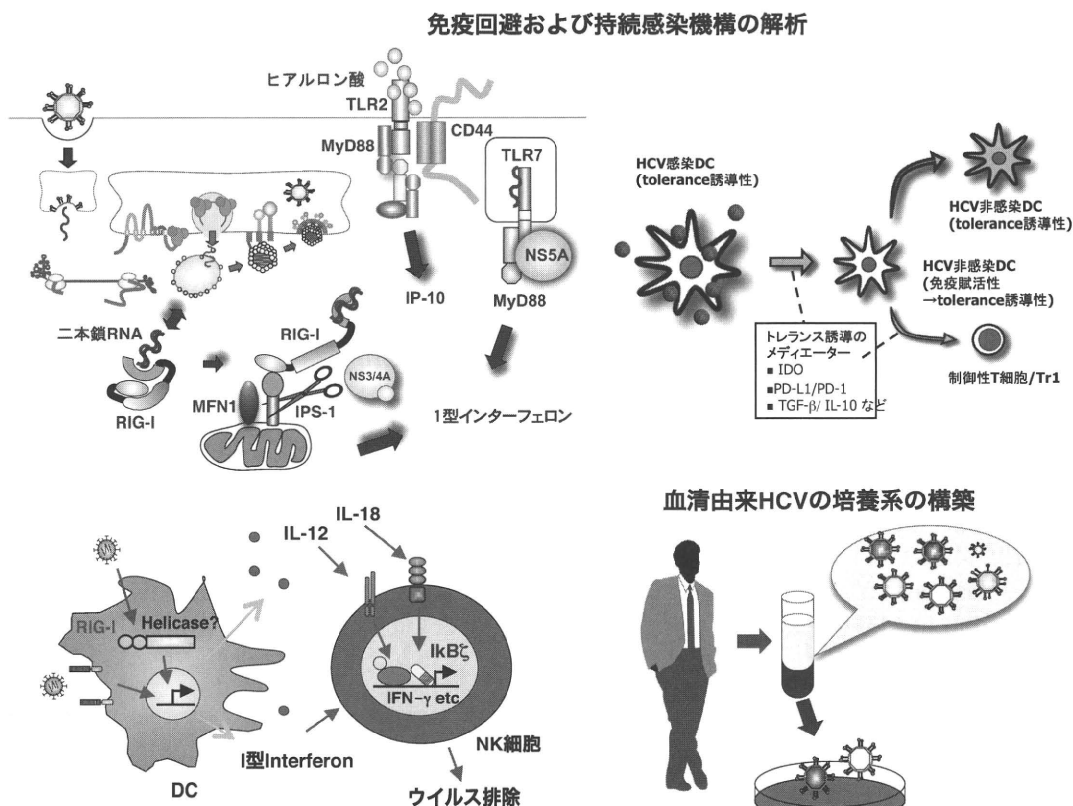 免疫回避および持続感染機構の解析
ヒアルロン酸
TLR2
MyD88
CD44
TLR7
NS5A
MyD88
IP-10
二本鎖RNA
RIG-I
RIG-I
NS3/4A
MFN1
IPS-1
I型インターフェロン
HCV感染DC
(tolerance誘導性)
HCV非感染DC
(tolerance誘導性)
HCV非感染DC
(免疫賦活性
→tolerance誘導性)
トレランス誘導の
メディエーター
▪ IDO
▪PD-L1/PD-1
▪ TGF-β/ IL-10 など
制御性T細胞/Tr1
IL-18
IL-12
RIG-I
Helicase?
IkBζ
IFN-γ etc.
NK細胞
I型Interferon
DC
ウイルス排除
血清由来HCVの培養系の構築